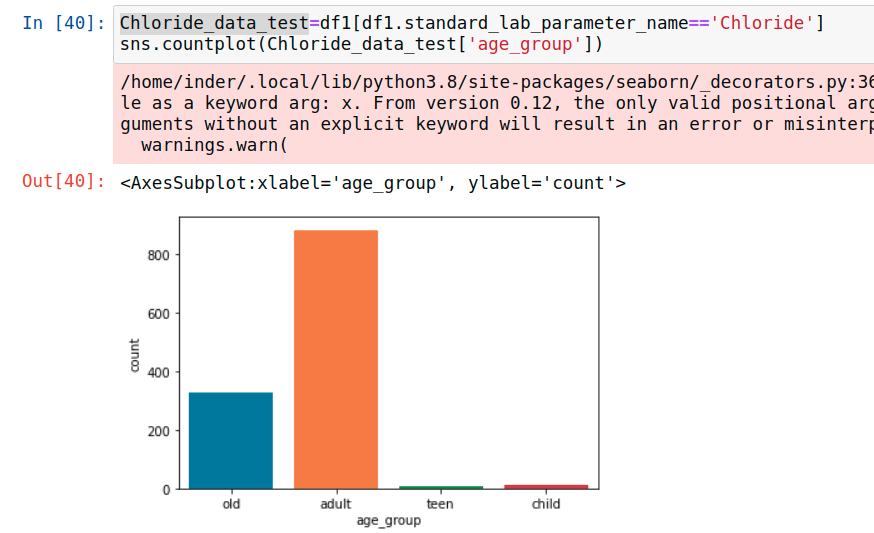 In [40]: Chloride_data_test=df1[df1.standard_lab_parameter_name=='Chloride']
sns.countplot(Chloride_data_test['age_group'])
/home/inder/.local/lib/python3.8/site-packages/seaborn/_decorators.py:36
le as a keyword arg: x. From version 0.12, the only valid positional arg
guments without an explicit keyword will result in an error or misinterp
warnings.warn(
Out[40]: <AxesSubplot:xlabel='age_group', ylabel='count'>
800
600
400
200
0
count
old adult teen child
age_group